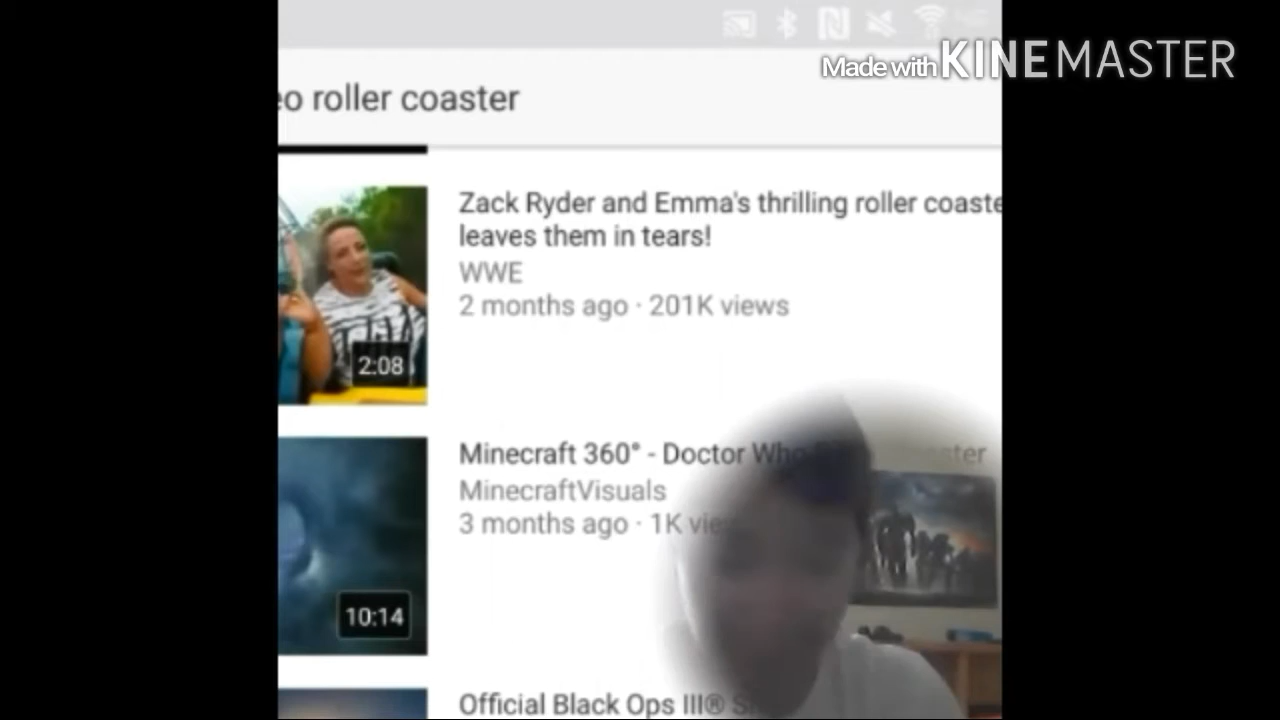 Made with KINEMASTER
eo roller coaster
Zack Ryder and Emma's thrilling roller coaste
leaves them in tears!
WWE
2 months ago · 201K views
2:08
Minecraft 360° - Doctor Who
MinecraftVisuals
3 months ago · 1K vie
10:14
Official Black Ops III®